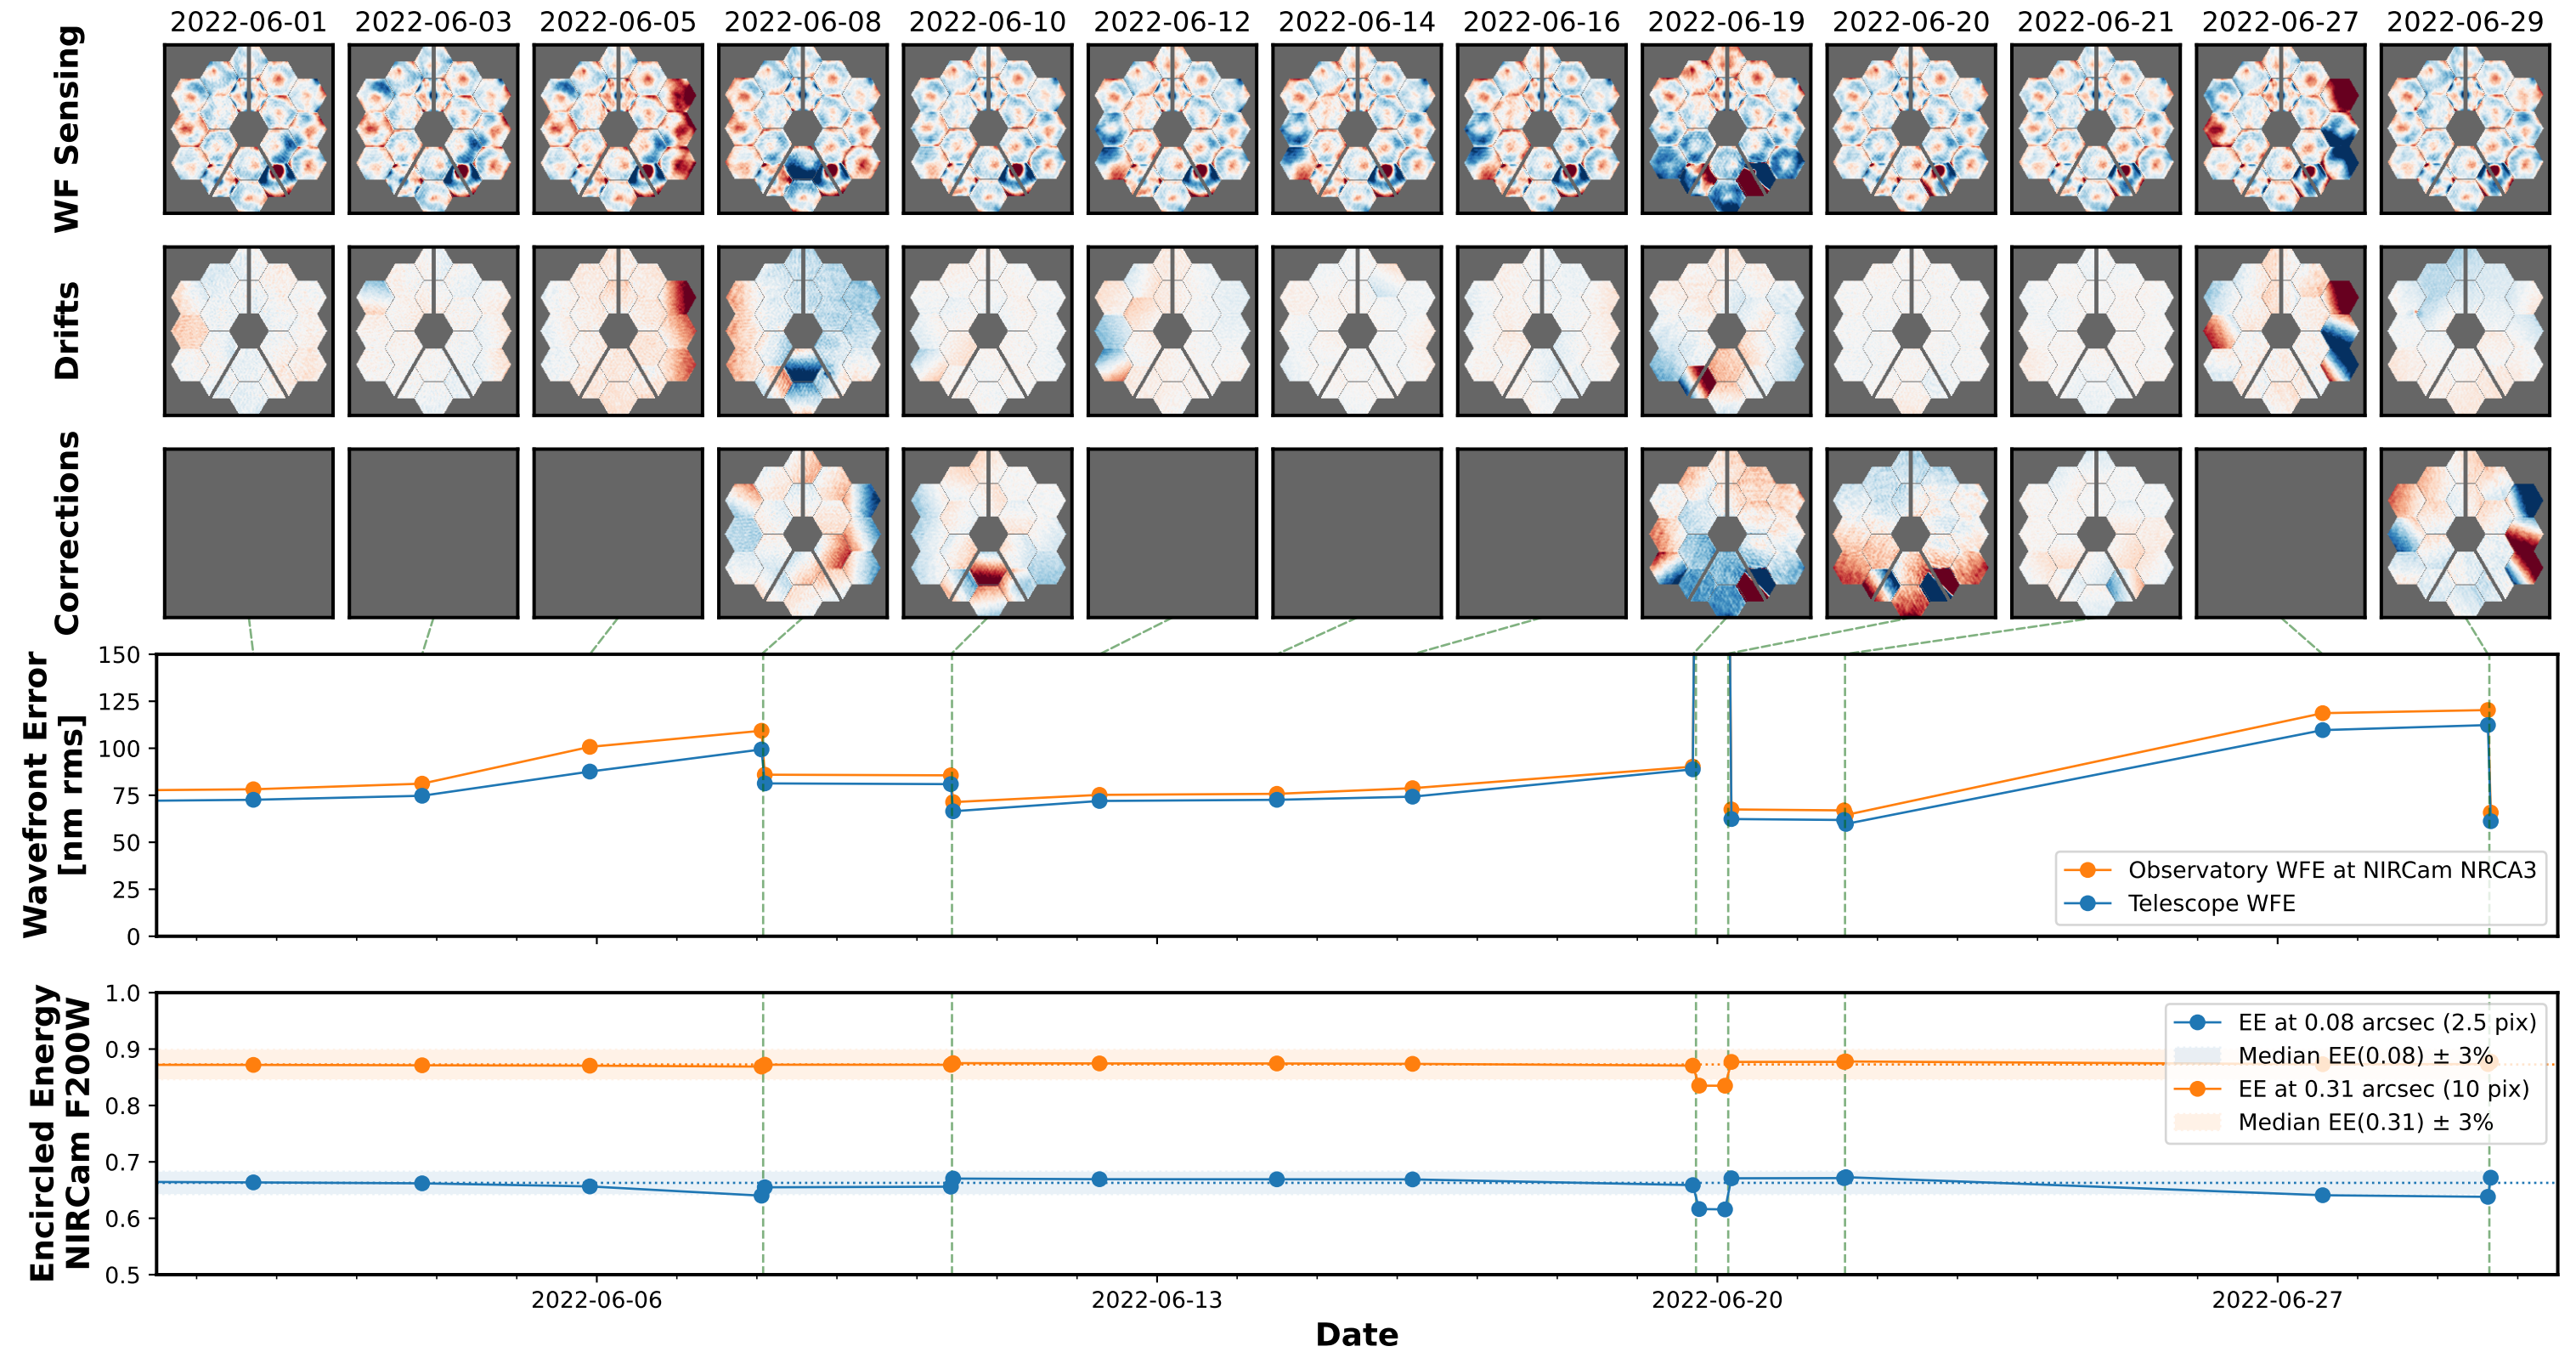 2022-06-01 2022-06-03 2022-06-05 2022-06-08 2022-06-10 2022-06-12 2022-06-14 2022-06-16 2022-06-19 2022-06-20 2022-06-21 2022-06-27 2022-06-29
WF Sensing
Drifts
Corrections
Wavefront Error
[nm rms]
150
125
100
75
50
25
0
Observatory WFE at NIRCam NRCA3
Telescope WFE
Encircled Energy
NIRCam F200W
1.0
0.9
0.8
0.7
0.6
0.5
EE at 0.08 arcsec (2.5 pix)
Median EE(0.08) ± 3%
EE at 0.31 arcsec (10 pix)
Median EE(0.31) ± 3%
2022-06-06 2022-06-13 2022-06-20 2022-06-27
Date